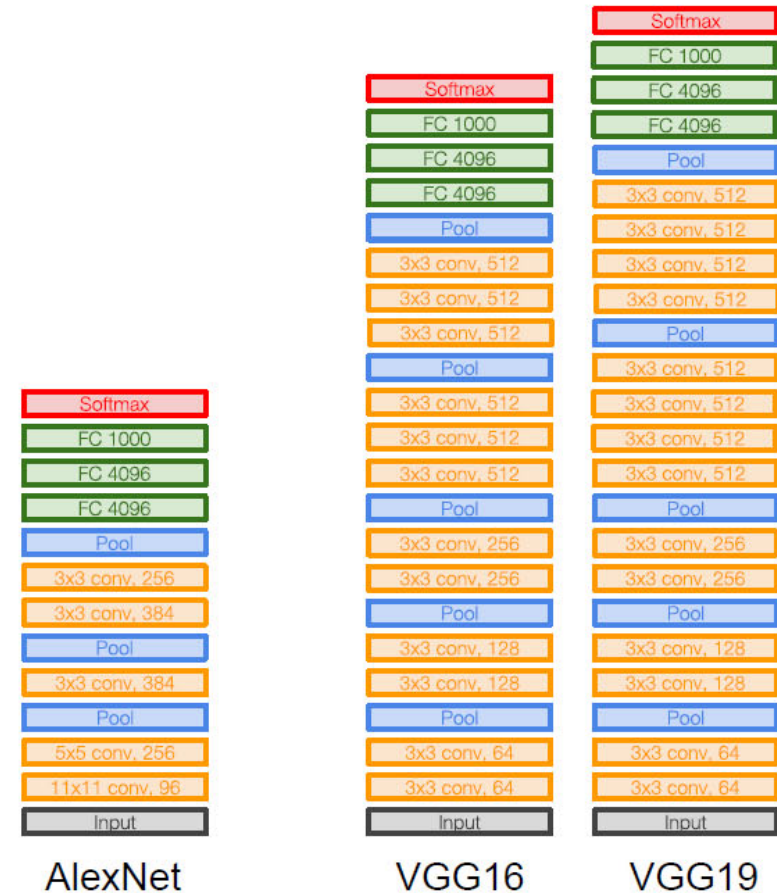 Softmax
FC 1000
FC 4096
FC 4096
Pool
3x3 conv, 256
3x3 conv, 384
Pool
3x3 conv, 384
Pool
5x5 conv, 256
11x11 conv, 96
Input
AlexNet
Softmax
FC 1000
FC 4096
FC 4096
Pool
3x3 conv, 512
3x3 conv, 512
3x3 conv, 512
Pool
3x3 conv, 512
3x3 conv, 512
3x3 conv, 512
Pool
3x3 conv, 256
3x3 conv, 256
Pool
3x3 conv, 128
3x3 conv, 128
Pool
3x3 conv, 64
3x3 conv, 64
Input
VGG16
Softmax
FC 1000
FC 4096
FC 4096
Pool
3x3 conv, 512
3x3 conv, 512
3x3 conv, 512
3x3 conv, 512
Pool
3x3 conv, 512
3x3 conv, 512
3x3 conv, 512
3x3 conv, 512
Pool
3x3 conv, 256
3x3 conv, 256
Pool
3x3 conv, 128
3x3 conv, 128
Pool
3x3 conv, 64
3x3 conv, 64
Input
VGG19